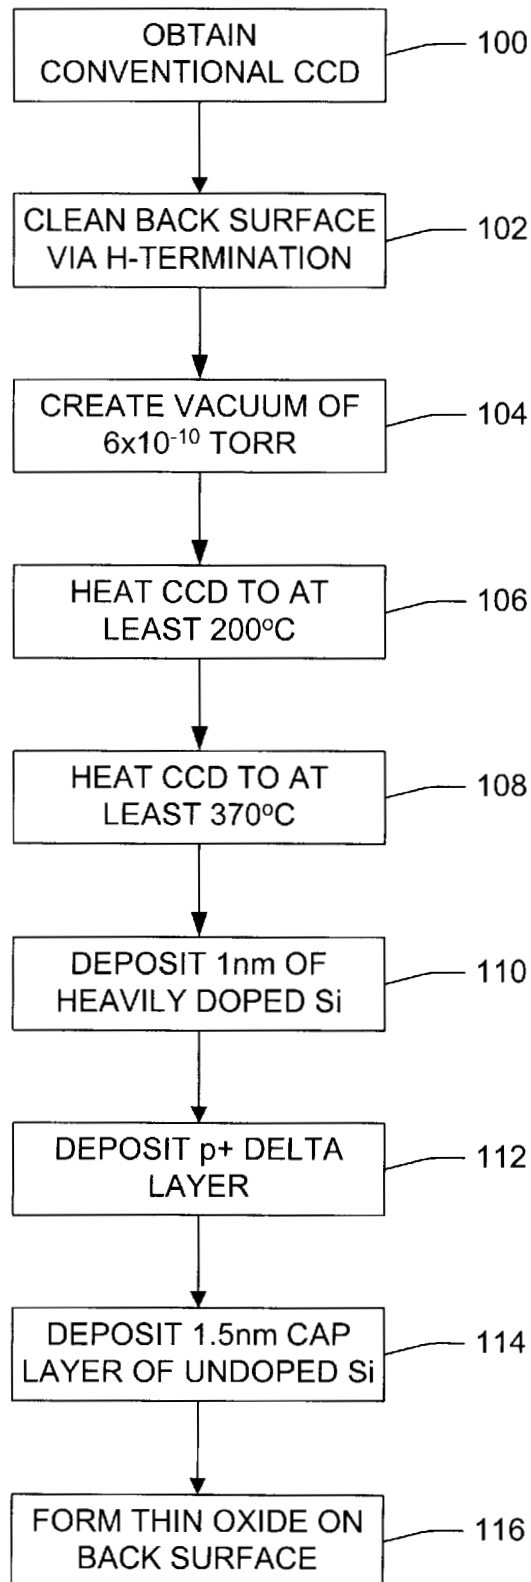 OBTAIN
CONVENTIONAL CCD
100
CLEAN BACK SURFACE
VIA H-TERMINATION
102
CREATE VACUUM OF
6x10⁻¹⁰ TORR
104
HEAT CCD TO AT
LEAST 200ºC
106
HEAT CCD TO AT
LEAST 370ºC
108
DEPOSIT 1nm OF
HEAVILY DOPED Si
110
DEPOSIT p+ DELTA
LAYER
112
DEPOSIT 1.5nm CAP
LAYER OF UNDOPED Si
114
FORM THIN OXIDE ON
BACK SURFACE
116